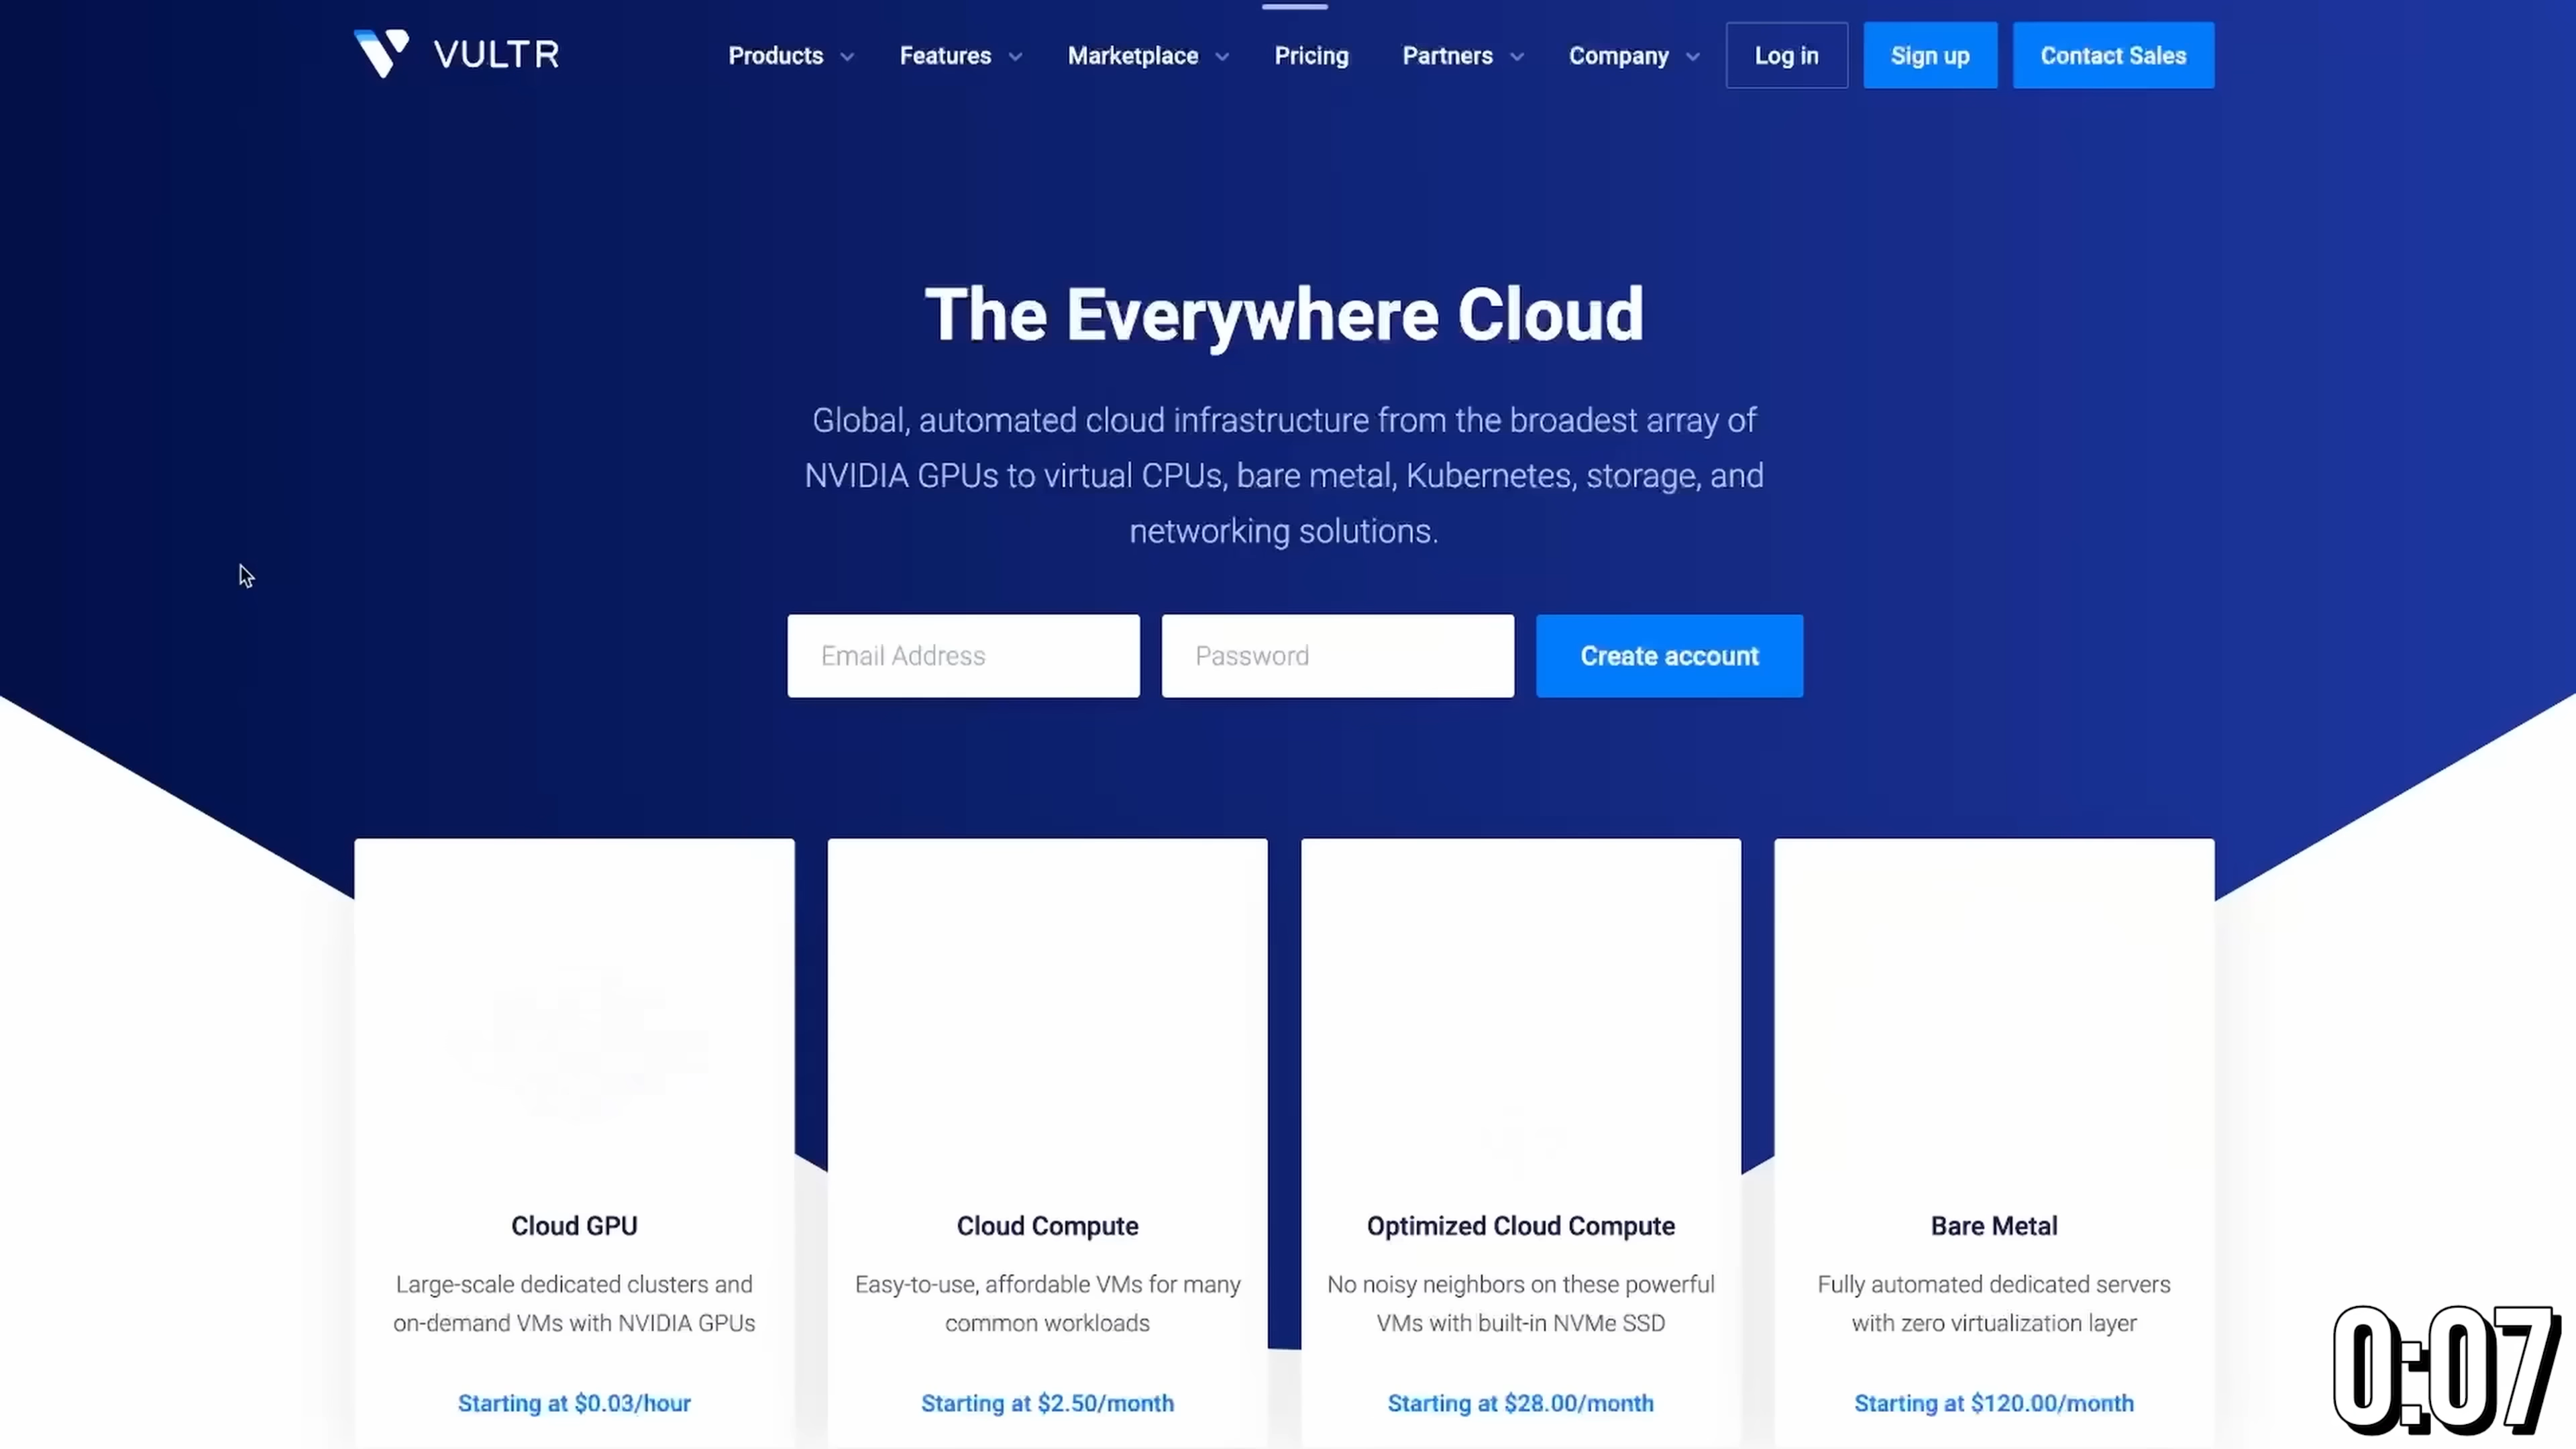 VULTR
Products
Features
Marketplace
Pricing
Partners
Company
Log in
Sign up
Contact Sales
The Everywhere Cloud
Global, automated cloud infrastructure from the broadest array of
NVIDIA GPUs to virtual CPUs, bare metal, Kubernetes, storage, and
networking solutions.
Email Address
Password
Create account
Cloud GPU
Large-scale dedicated clusters and
on-demand VMs with NVIDIA GPUs
Starting at $0.03/hour
Cloud Compute
Easy-to-use, affordable VMs for many
common workloads
Starting at $2.50/month
Optimized Cloud Compute
No noisy neighbors on these powerful
VMs with built-in NVMe SSD
Starting at $28.00/month
Bare Metal
Fully automated dedicated servers
with zero virtualization layer
Starting at $120.00/month
0:07